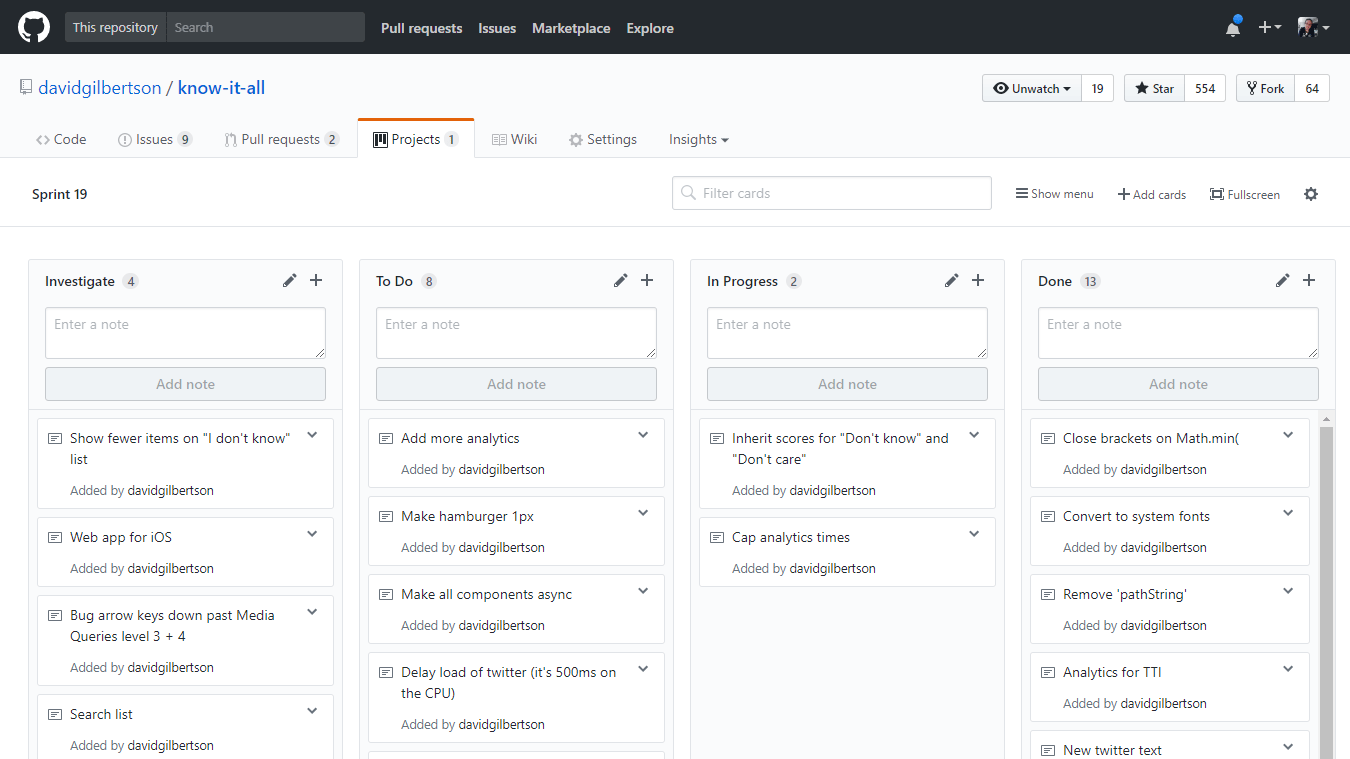 This repository Search Pull requests Issues Marketplace Explore
davidgilbertson / know-it-all Unwatch 19 Star 554 Fork 64
Code Issues 9 Pull requests 2 Projects 1 Wiki Settings Insights
Sprint 19 Filter cards Show menu Add cards Fullscreen
Investigate 4
Enter a note
Add note
Show fewer items on "I don't know"
list
Added by davidgilbertson
Web app for iOS
Added by davidgilbertson
Bug arrow keys down past Media
Queries level 3 + 4
Added by davidgilbertson
Search list
Added by davidgilbertson
To Do 8
Enter a note
Add note
Add more analytics
Added by davidgilbertson
Make hamburger 1px
Added by davidgilbertson
Make all components async
Added by davidgilbertson
Delay load of twitter (it's 500ms on
the CPU)
Added by davidgilbertson
In Progress 2
Enter a note
Add note
Inherit scores for "Don't know" and
"Don't care"
Added by davidgilbertson
Cap analytics times
Added by davidgilbertson
Done 13
Enter a note
Add note
Close brackets on Math.min(
Added by davidgilbertson
Convert to system fonts
Added by davidgilbertson
Remove 'pathString'
Added by davidgilbertson
Analytics for TTI
Added by davidgilbertson
New twitter text